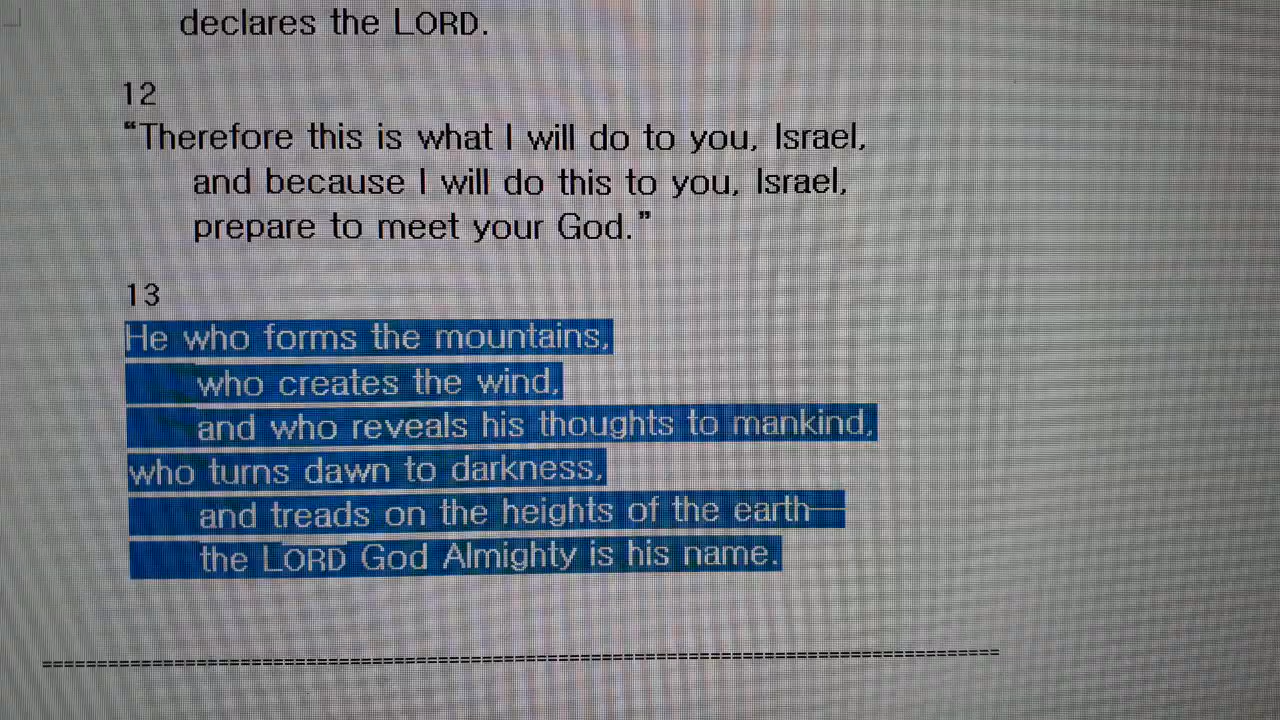 declares the LORD.
12
“Therefore this is what I will do to you, Israel,
and because I will do this to you, Israel,
prepare to meet your God.”
13
He who forms the mountains,
who creates the wind,
and who reveals his thoughts to mankind,
who turns dawn to darkness,
and treads on the heights of the earth—
the LORD God Almighty is his name.
==========================================================================================